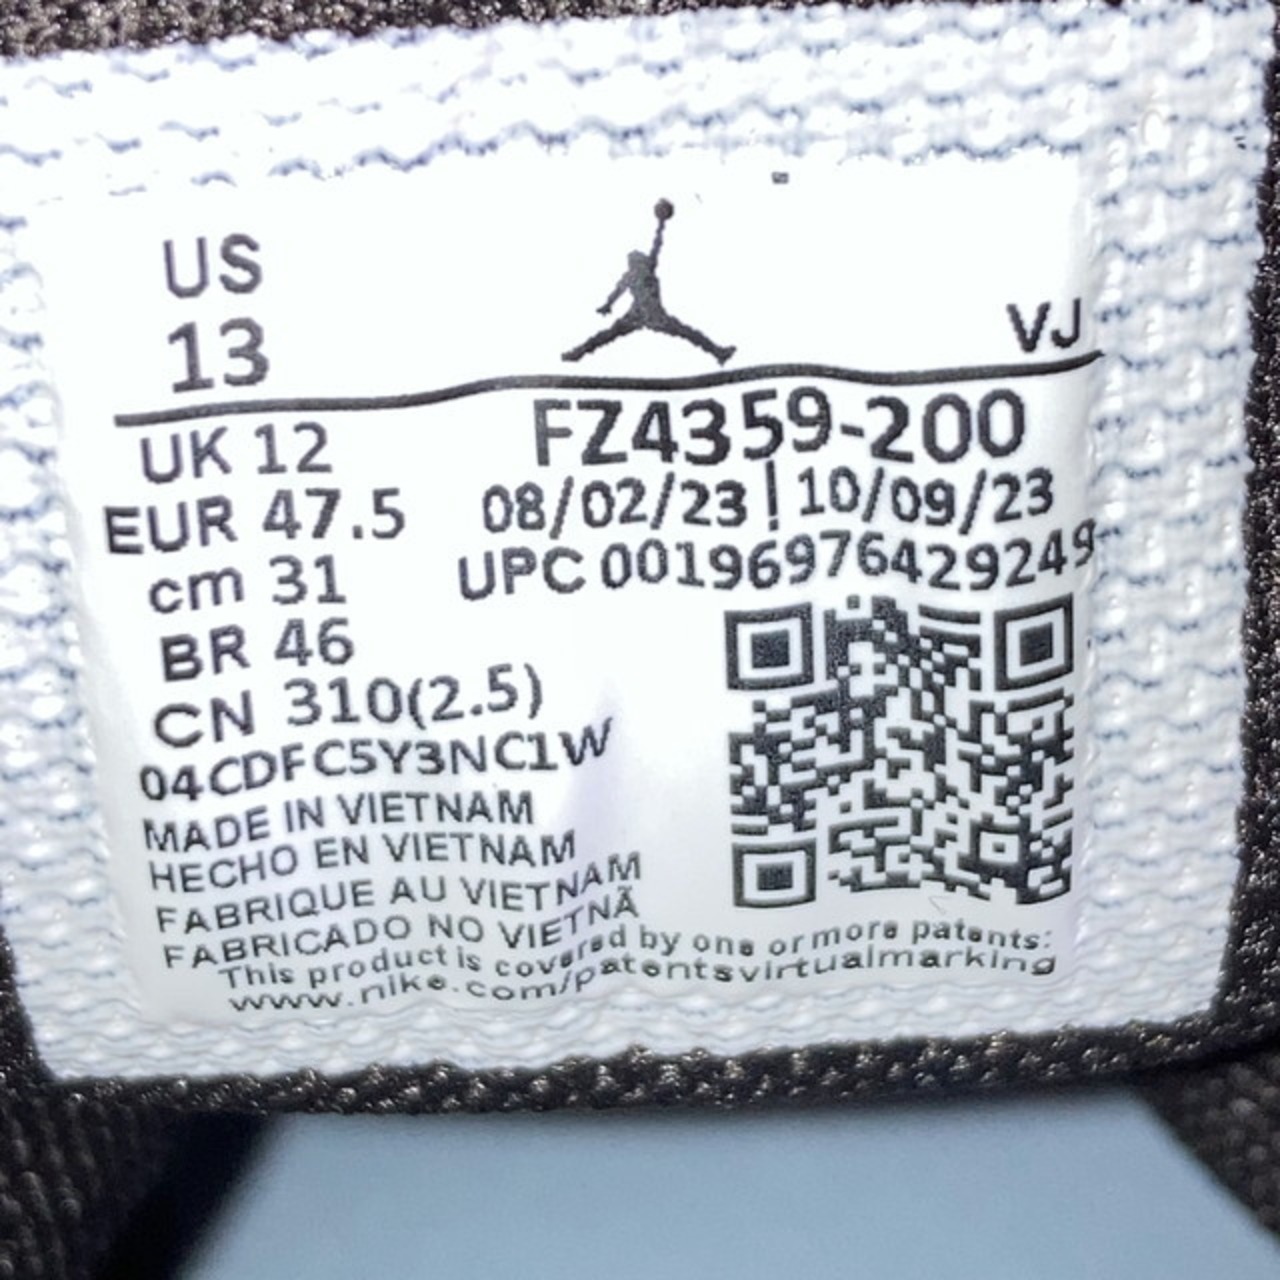 US
13
VJ
UK 12
FZ4359-200
EUR 47.5
08/02/23 | 10/09/23
cm 31
UPC 00196976429249
BR 46
CN 310(2.5)
04CDFC5Y3NC1W
MADE IN VIETNAM
HECHO EN VIETNAM
FABRIQUE AU VIETNAM
FABRICADO NO VIETNÃ
This product is covered by one or more patents:
www.nike.com/patentsvirtualmarking